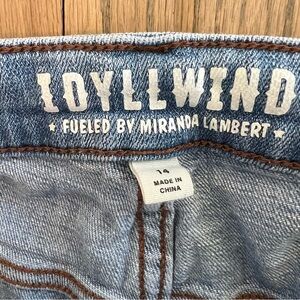 IDYLLWIND
★ FUELED BY MIRANDA LAMBERT ★
14
MADE IN
CHINA